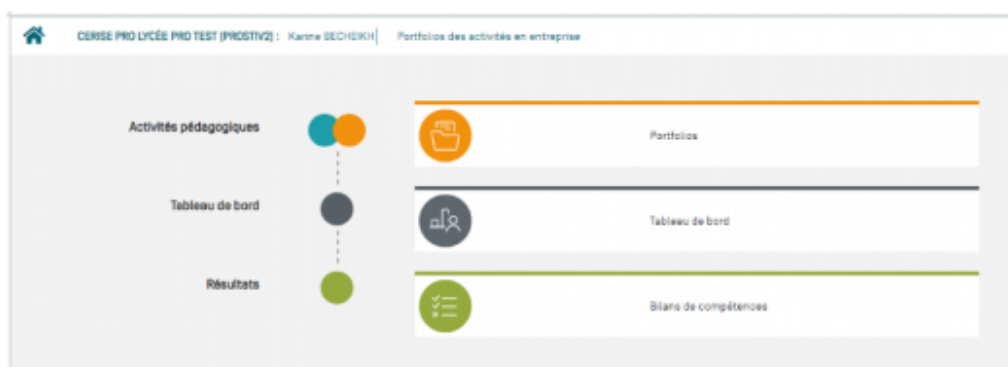 CERISE PRO LYCÉE PRO TEST (PROSTIV2) : Karine BECHEIKH Portfolios des activités en entreprise
Activités pédagogiques
Portfolios
Tableau de bord
Tableau de bord
Résultats
Bilans de compétences